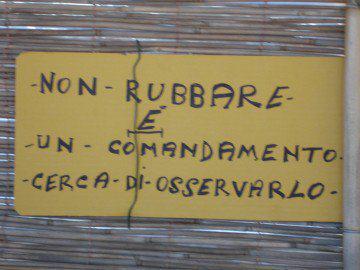 -NON-RUBBARE-
È
-UN-COMANDAMENTO.
-CERCA-DI-OSSERVARLO-